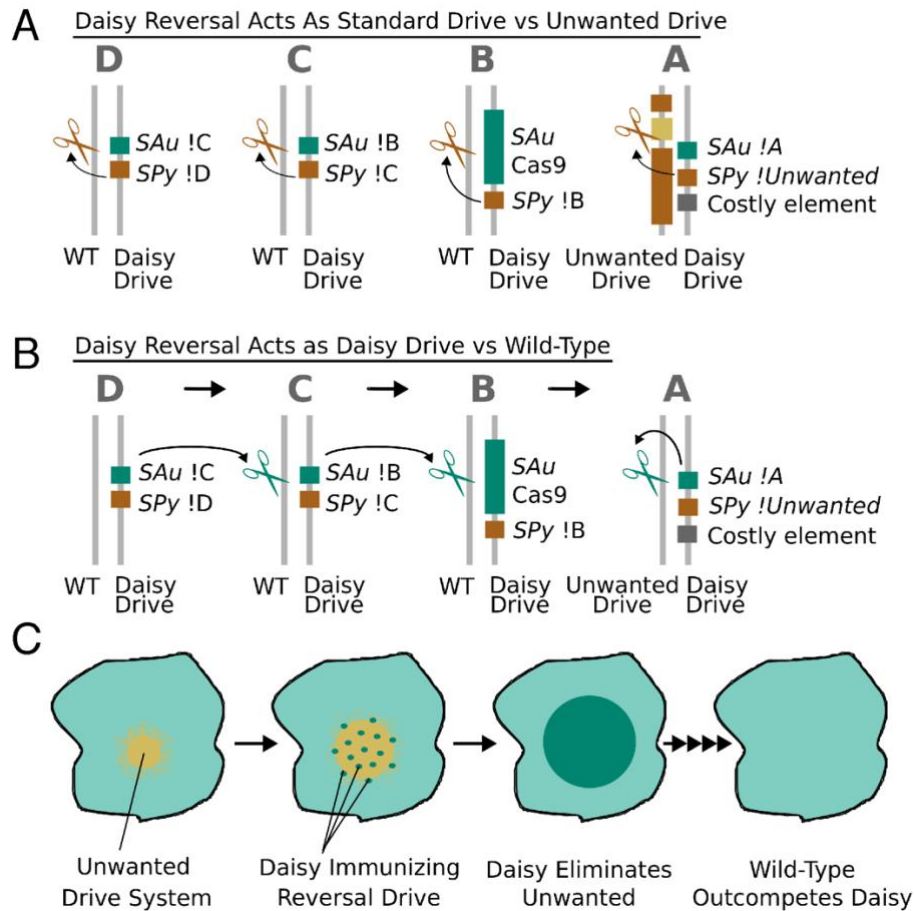 A
Daisy Reversal Acts As Standard Drive vs Unwanted Drive
D C B A
SAu !C
SPy !D
WT Daisy
Drive
SAu !B
SPy !C
WT Daisy
Drive
SAu
Cas9
SPy !B
WT Daisy
Drive
SAu !A
SPy !Unwanted
Costly element
Unwanted Daisy
Drive Drive
B
Daisy Reversal Acts as Daisy Drive vs Wild-Type
D C B A
SAu !C
SPy !D
WT Daisy
Drive
SAu !B
SPy !C
WT Daisy
Drive
SAu
Cas9
SPy !B
WT Daisy
Drive
SAu !A
SPy !Unwanted
Costly element
Unwanted Daisy
Drive Drive
C
Unwanted
Drive System
Daisy Immunizing
Reversal Drive
Daisy Eliminates
Unwanted
Wild-Type
Outcompetes Daisy